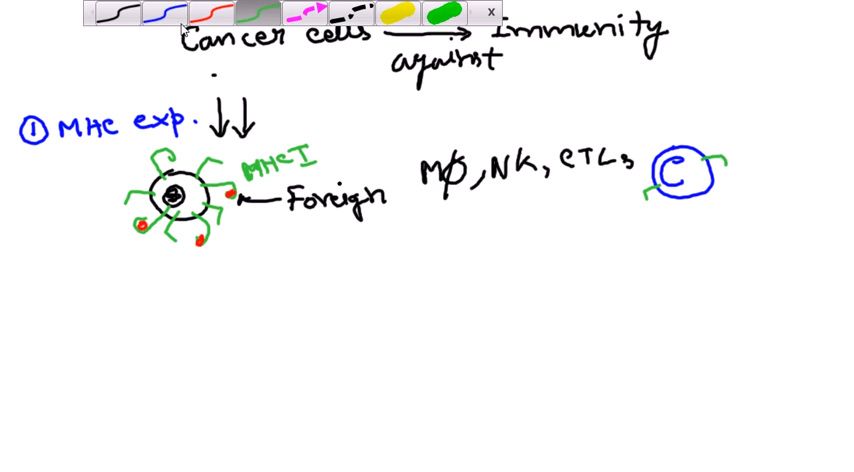 Cancer cells → Immunity
against
① MHC exp. ↓↓
MHC I
Foreign
Mφ, NK, CTLs
C